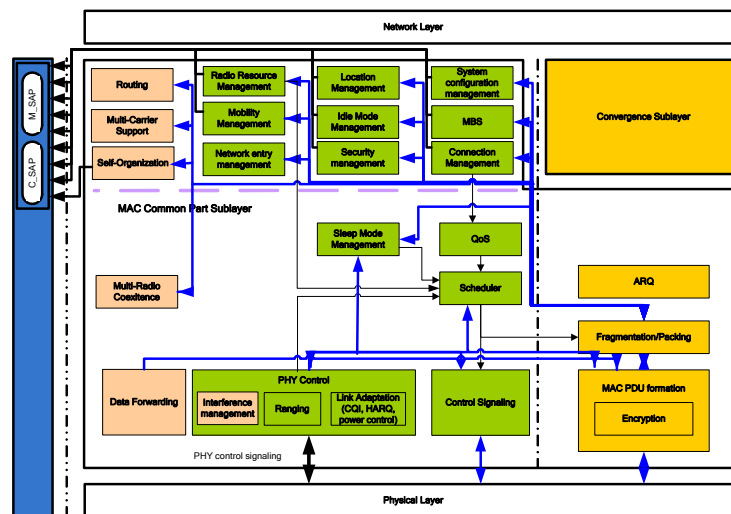 Network Layer
M_SAP
C_SAP
Routing
Radio Resource
Management
Location
Management
System
configuration
management
Convergence Sublayer
Multi-Carrier
Support
Mobility
Management
Idle Mode
Management
MBS
Self-Organization
Network entry
management
Security
management
Connection
Management
MAC Common Part Sublayer
Sleep Mode
Management
QoS
Multi-Radio
Coexitence
Scheduler
ARQ
Fragmentation/Packing
Data Forwarding
PHY Control
Interference
management
Ranging
Link Adaptation
(CQI, HARQ,
power control)
Control Signaling
MAC PDU formation
Encryption
PHY control signaling
Physical Layer